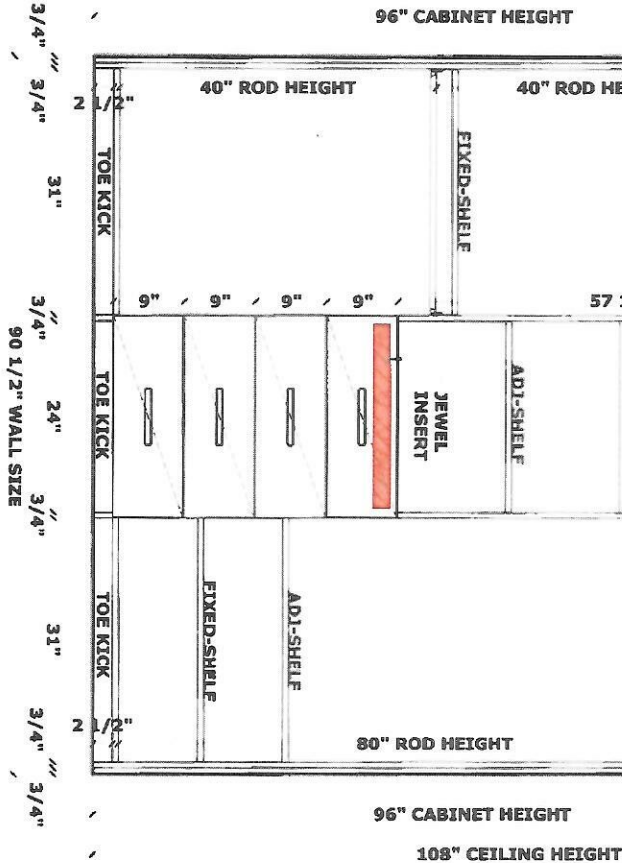 96" CABINET HEIGHT
3/4"
3/4"
31"
3/4"
24"
3/4"
31"
3/4"
3/4"
90 1/2" WALL SIZE
2 1/2"
40" ROD HEIGHT
40" ROD HE
TOE KICK
FIXED-SHELF
9"
9"
9"
9"
57
TOE KICK
JEWEL
INSERT
ADJ-SHELF
TOE KICK
FIXED-SHELF
ADJ-SHELF
2 1/2"
80" ROD HEIGHT
96" CABINET HEIGHT
108" CEILING HEIGHT